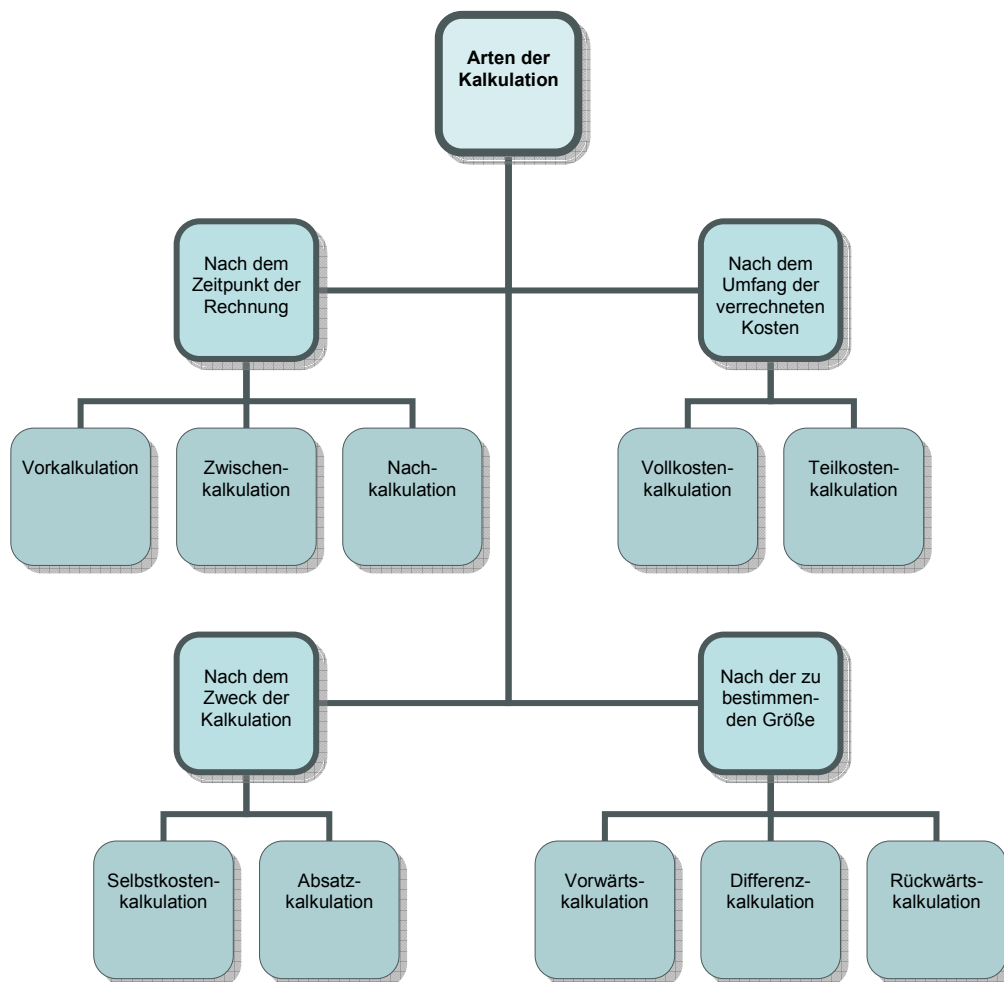 Arten der
Kalkulation
Nach dem
Zeitpunkt der
Rechnung
Nach dem
Umfang der
verrechneten
Kosten
Vorkalkulation
Zwischen-
kalkulation
Nach-
kalkulation
Vollkosten-
kalkulation
Teilkosten-
kalkulation
Nach dem
Zweck der
Kalkulation
Nach der zu
bestimmen-
den Größe
Selbstkosten-
kalkulation
Absatz-
kalkulation
Vorwärts-
kalkulation
Differenz-
kalkulation
Rückwärts-
kalkulation